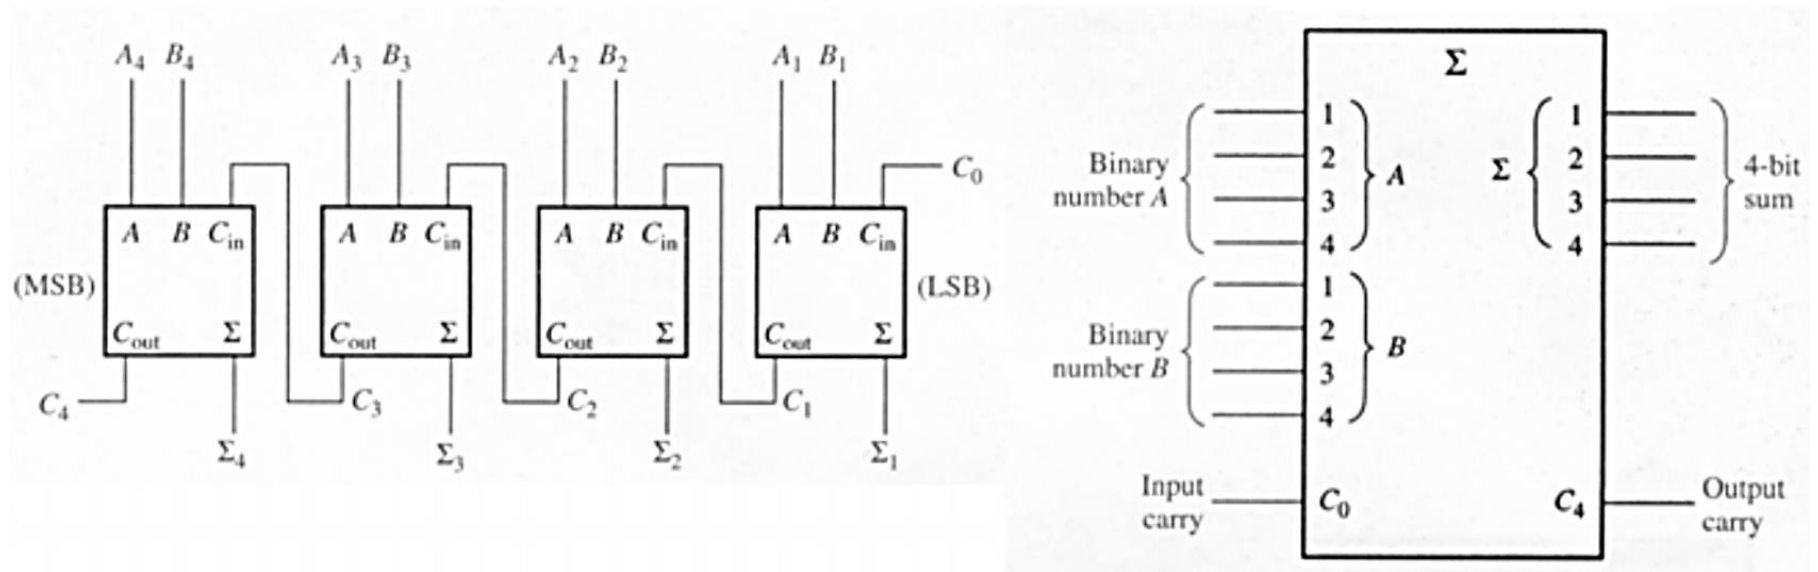 A₄ B₄ A₃ B₃ A₂ B₂ A₁ B₁
C₀
A B Cin A B Cin A B Cin A B Cin
(MSB) (LSB)
Cout Σ Cout Σ Cout Σ Cout Σ
C₄ C₃ C₂ C₁
Σ₄ Σ₃ Σ₂ Σ₁
Σ
Binary
number A
1
2
3
4
A
Binary
number B
1
2
3
4
B
Input
carry
C₀
Σ
1
2
3
4
4-bit
sum
C₄
Output
carry